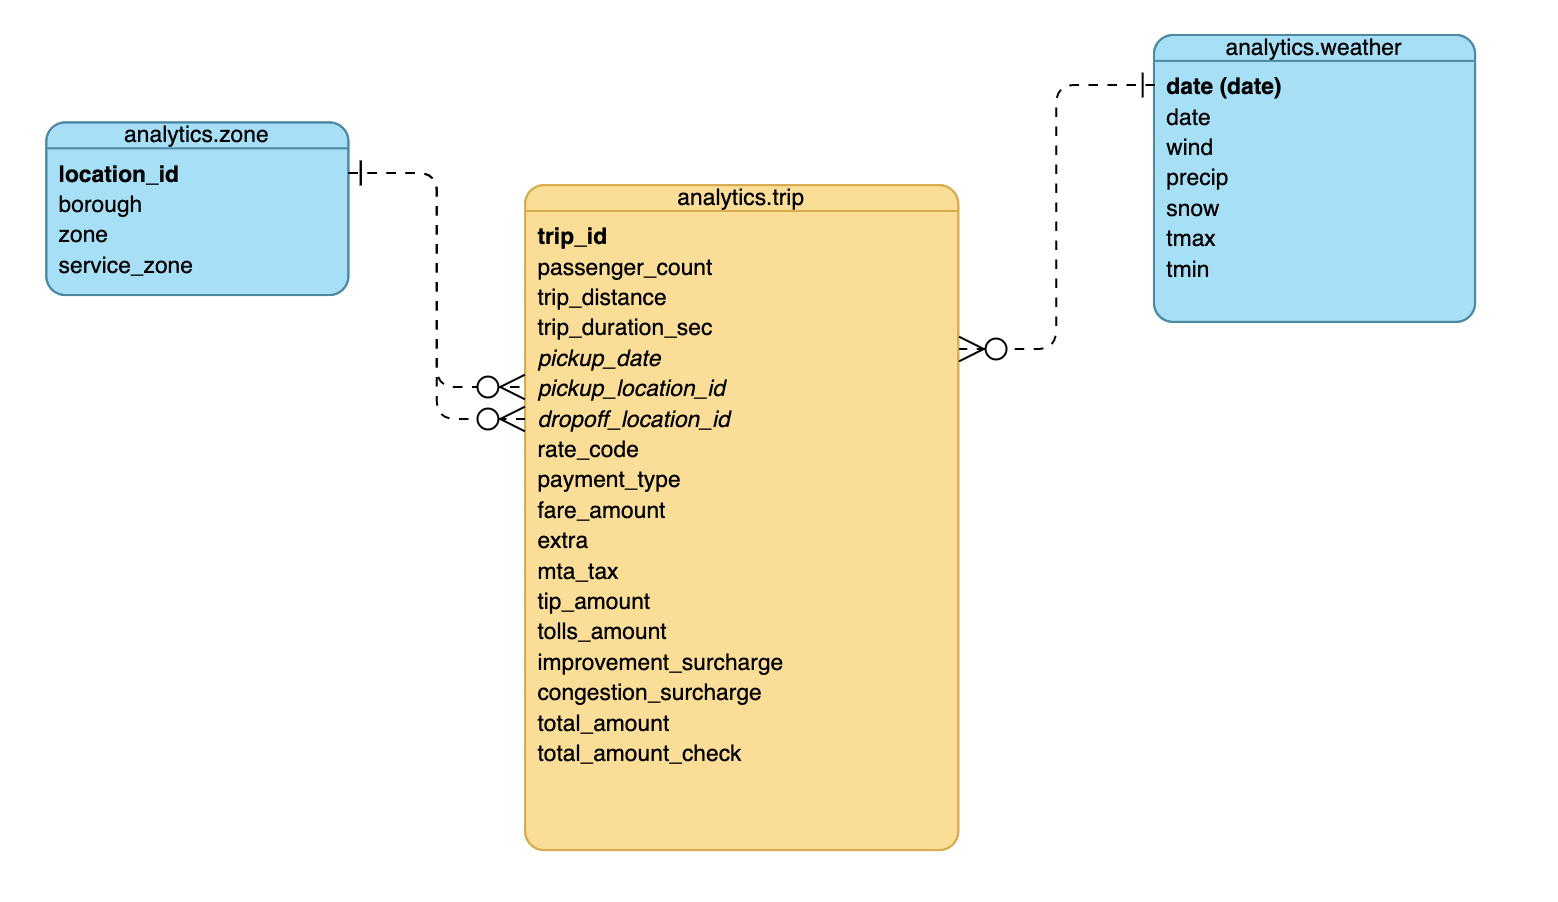 analytics.zone
location_id
borough
zone
service_zone
analytics.trip
trip_id
passenger_count
trip_distance
trip_duration_sec
pickup_date
pickup_location_id
dropoff_location_id
rate_code
payment_type
fare_amount
extra
mta_tax
tip_amount
tolls_amount
improvement_surcharge
congestion_surcharge
total_amount
total_amount_check
analytics.weather
date (date)
date
wind
precip
snow
tmax
tmin